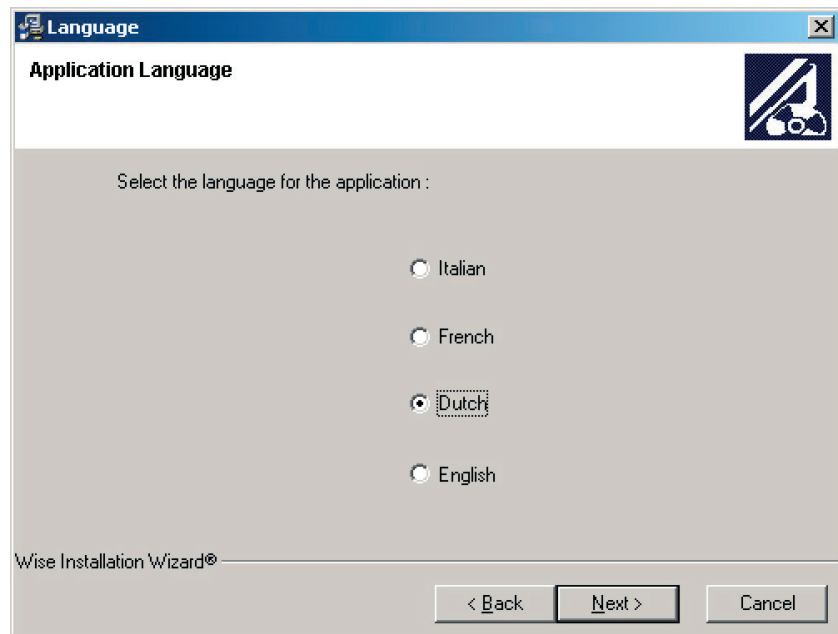 Language
Application Language
Select the language for the application :
Italian
French
Dutch
English
Wise Installation Wizard®
< Back
Next >
Cancel